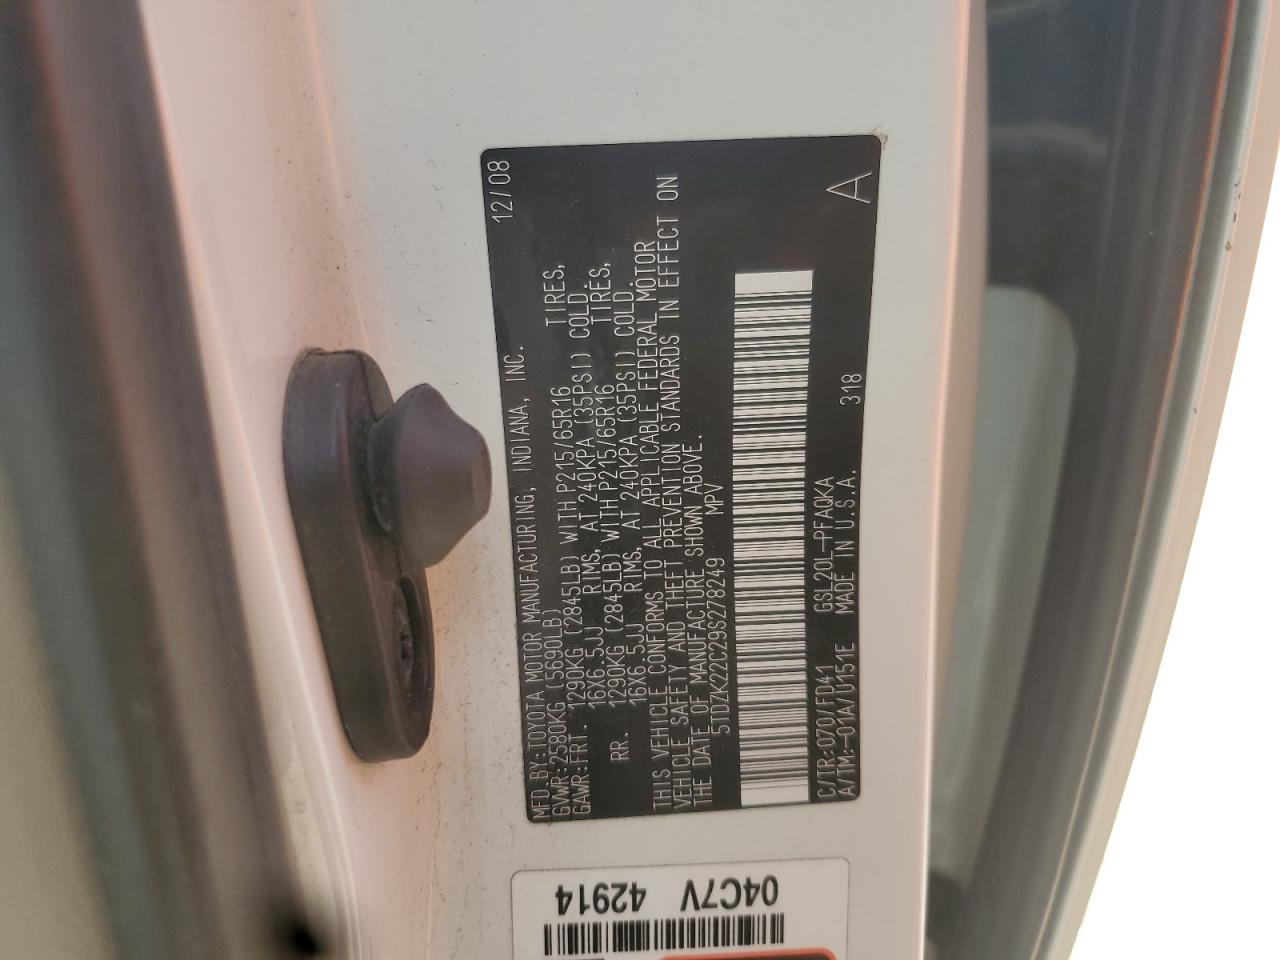 MFD.BY:TOYOTA MOTOR MANUFACTURING, INDIANA, INC. 12/08
GVWR:2580KG (5690LB)
GAWR:FRT. 1290KG (2845LB) WITH P215/65R16 TIRES,
16X6.5JJ RIMS, AT 240KPA (35PSI) COLD.
RR. 1290KG (2845LB) WITH P215/65R16 TIRES,
16X6.5JJ RIMS, AT 240KPA (35PSI) COLD.
THIS VEHICLE CONFORMS TO ALL APPLICABLE FEDERAL MOTOR
VEHICLE SAFETY AND THEFT PREVENTION STANDARDS IN EFFECT ON
THE DATE OF MANUFACTURE SHOWN ABOVE.
5TDZK22C29S278249 MPV
C/TR:070/FD41 GSL20L-PFAQKA 318 A
A/TM:-01A/U151E MADE IN U.S.A.
04C7V 42914